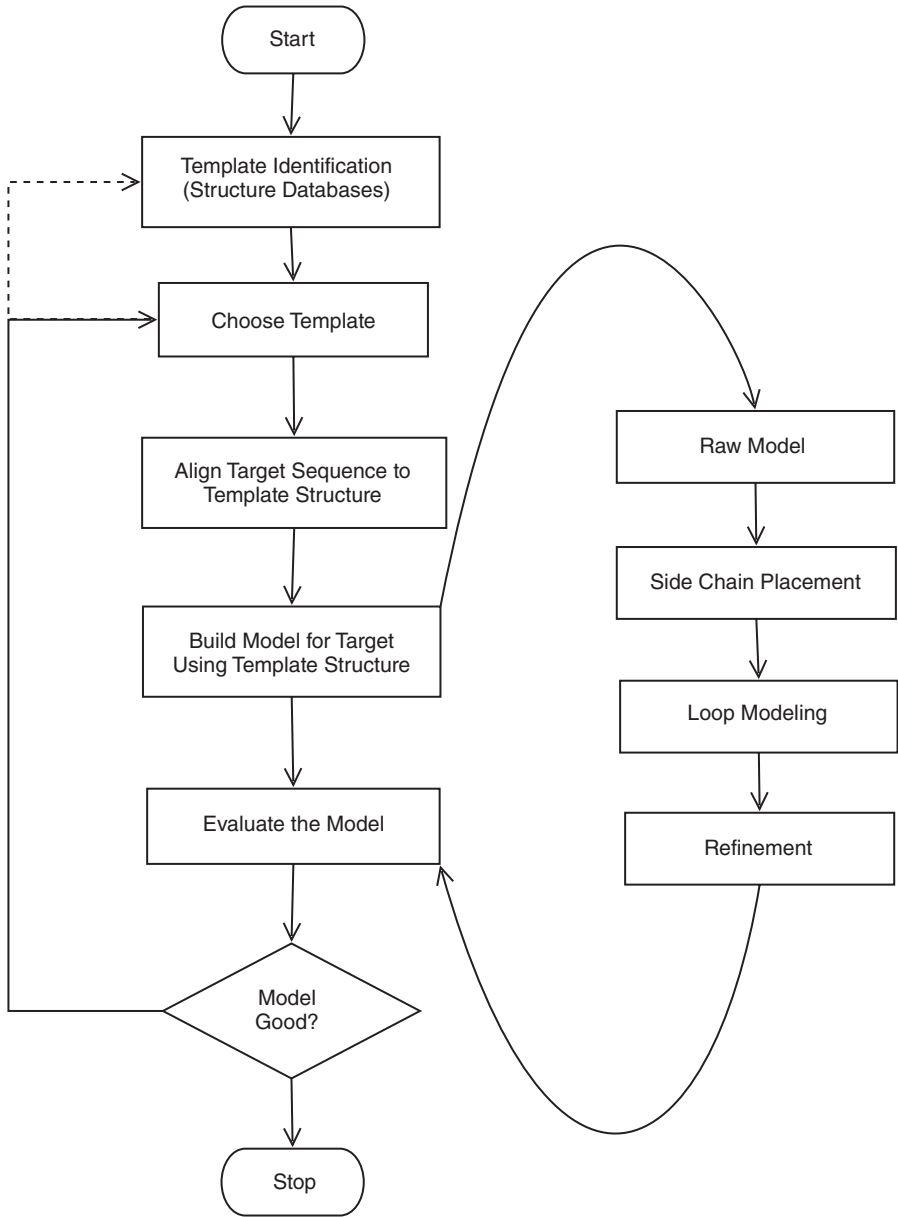 Start
Template Identification
(Structure Databases)
Choose Template
Align Target Sequence to
Template Structure
Build Model for Target
Using Template Structure
Evaluate the Model
Model
Good?
Stop
Raw Model
Side Chain Placement
Loop Modeling
Refinement